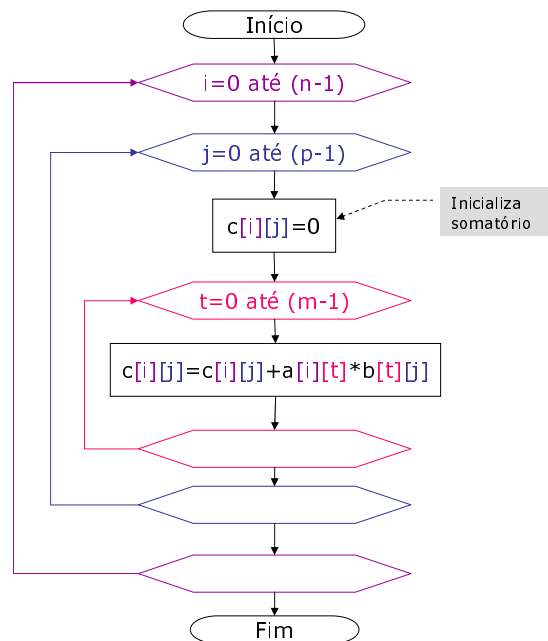 Início
i=0 até (n-1)
j=0 até (p-1)
c[i][j]=0
Inicializa
somatório
t=0 até (m-1)
c[i][j]=c[i][j]+a[i][t]*b[t][j]
Fim